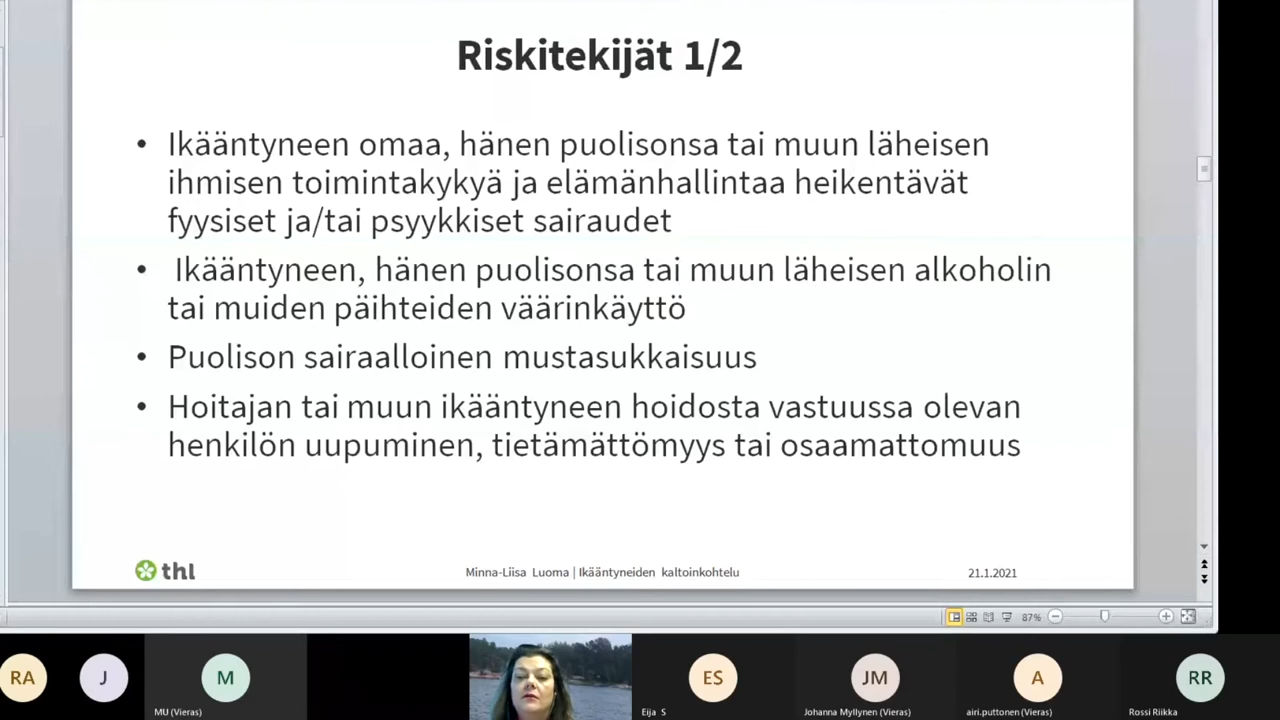 Riskitekijät 1/2
• Ikääntyneen omaa, hänen puolisonsa tai muun läheisen
ihmisen toimintakykyä ja elämänhallintaa heikentävät
fyysiset ja/tai psyykkiset sairaudet
• Ikääntyneen, hänen puolisonsa tai muun läheisen alkoholin
tai muiden päihteiden väärinkäyttö
• Puolison sairaalloinen mustasukkaisuus
• Hoitajan tai muun ikääntyneen hoidosta vastuussa olevan
henkilön uupuminen, tietämättömyys tai osaamattomuus
thl
Minna-Liisa Luoma | Ikääntyneiden kaltoinkohtelu
21.1.2021
87%
RA
J
M
ES
JM
A
RR
MU (Vieras)
Eija S
Johanna Myllynen (Vieras)
airi.puttonen (Vieras)
Rossi Riikka